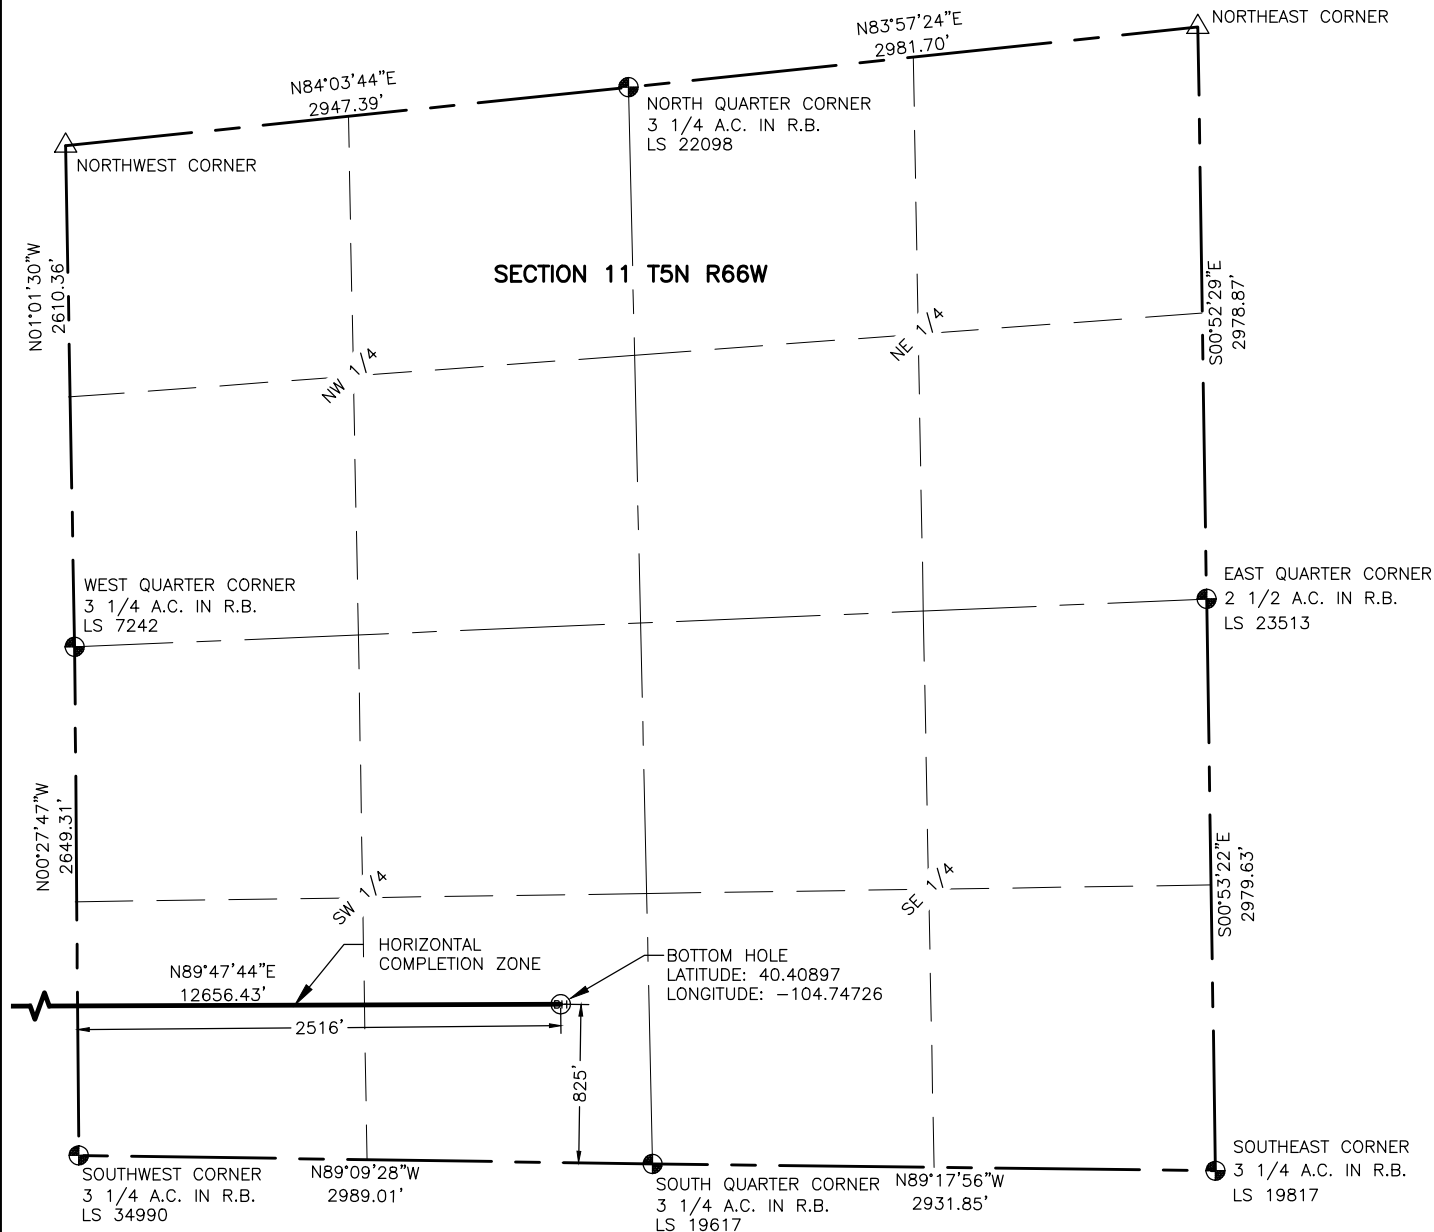 N83°57'24"E
2981.70'
NORTHEAST CORNER
N84°03'44"E
2947.39'
NORTH QUARTER CORNER
3 1/4 A.C. IN R.B.
LS 22098
NORTHWEST CORNER
N01°01'30"W
2610.36'
SECTION 11 T5N R66W
S00°52'29"E
2978.87'
NW 1/4
NE 1/4
WEST QUARTER CORNER
3 1/4 A.C. IN R.B.
LS 7242
EAST QUARTER CORNER
2 1/2 A.C. IN R.B.
LS 23513
N00°27'47"W
2649.31'
S00°53'22"E
2979.63'
SW 1/4
SE 1/4
HORIZONTAL
COMPLETION ZONE
N89°47'44"E
12656.43'
BOTTOM HOLE
LATITUDE: 40.40897
LONGITUDE: -104.74726
2516'
825'
SOUTHWEST CORNER
3 1/4 A.C. IN R.B.
LS 34990
N89°09'28"W
2989.01'
SOUTH QUARTER CORNER
3 1/4 A.C. IN R.B.
LS 19617
N89°17'56"W
2931.85'
SOUTHEAST CORNER
3 1/4 A.C. IN R.B.
LS 19817